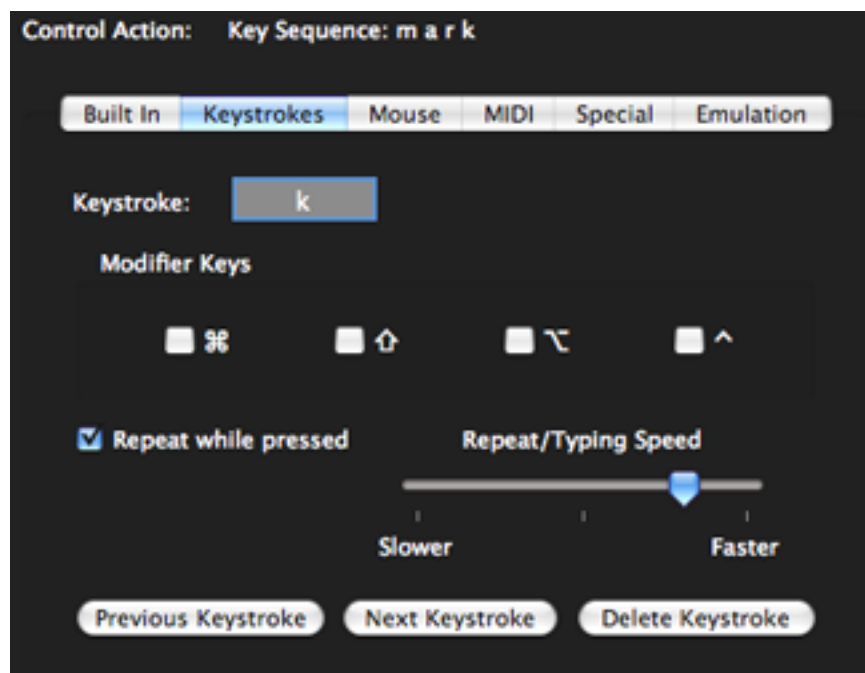 Control Action: Key Sequence: m a r k
Built In Keystrokes Mouse MIDI Special Emulation
Keystroke: k
Modifier Keys
⌘ ⇧ ⌥ ^
Repeat while pressed Repeat/Typing Speed
Slower Faster
Previous Keystroke Next Keystroke Delete Keystroke